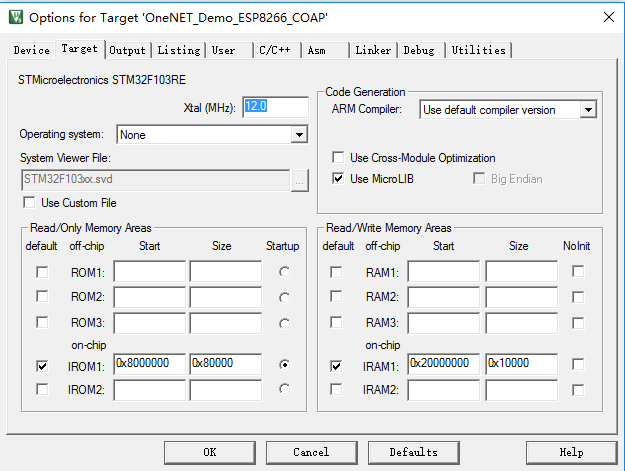 Options for Target 'OneNET_Demo_ESP8266_COAP'
Device Target Output Listing User C/C++ Asm Linker Debug Utilities
STMicroelectronics STM32F103RE
Xtal (MHz): 12.0
Operating system: None
System Viewer File:
STM32F103xx.svd ...
Use Custom File
Code Generation
ARM Compiler: Use default compiler version
Use Cross-Module Optimization
Use MicroLIB Big Endian
Read/Only Memory Areas
default off-chip Start Size Startup
ROM1:
ROM2:
ROM3:
on-chip
IROM1: 0x8000000 0x80000
IROM2:
Read/Write Memory Areas
default off-chip Start Size NoInit
RAM1:
RAM2:
RAM3:
on-chip
IRAM1: 0x20000000 0x10000
IRAM2:
OK Cancel Defaults Help